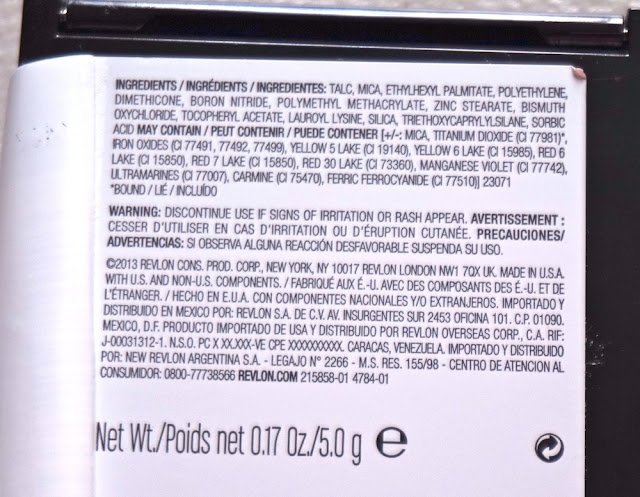 INGREDIENTS / INGRÉDIENTS / INGREDIENTES: TALC, MICA, ETHYLHEXYL PALMITATE, POLYETHYLENE,
DIMETHICONE, BORON NITRIDE, POLYMETHYL METHACRYLATE, ZINC STEARATE, BISMUTH
OXYCHLORIDE, TOCOPHERYL ACETATE, LAUROYL LYSINE, SILICA, TRIETHOXYCAPRYLYLSILANE, SORBIC
ACID MAY CONTAIN / PEUT CONTENIR / PUEDE CONTENER [+/-: MICA, TITANIUM DIOXIDE (CI 77981)*,
IRON OXIDES (CI 77491, 77492, 77499), YELLOW 5 LAKE (CI 19140), YELLOW 6 LAKE (CI 15985), RED 6
LAKE (CI 15850), RED 7 LAKE (CI 15850), RED 30 LAKE (CI 73360), MANGANESE VIOLET (CI 77742),
ULTRAMARINES (CI 77007), CARMINE (CI 75470), FERRIC FERROCYANIDE (CI 77510)] 23071
*BOUND / LIÉ / INCLUÍDO
WARNING: DISCONTINUE USE IF SIGNS OF IRRITATION OR RASH APPEAR. AVERTISSEMENT :
CESSER D'UTILISER EN CAS D'IRRITATION OU D'ÉRUPTION CUTANÉE. PRECAUCIONES/
ADVERTENCIAS: SI OBSERVA ALGUNA REACCIÓN DESFAVORABLE SUSPENDA SU USO.
©2013 REVLON CONS. PROD. CORP., NEW YORK, NY 10017 REVLON LONDON NW1 7QX UK. MADE IN U.S.A.
WITH U.S. AND NON-U.S. COMPONENTS. / FABRIQUÉ AUX É.-U. AVEC DES COMPOSANTS DES É.-U. ET DE
L'ÉTRANGER. / HECHO EN E.U.A. CON COMPONENTES NACIONALES Y/O EXTRANJEROS. IMPORTADO Y
DISTRIBUIDO EN MEXICO POR: REVLON S.A. DE C.V. AV. INSURGENTES SUR 2453 OFICINA 101. C.P. 01090.
MEXICO, D.F. PRODUCTO IMPORTADO DE USA Y DISTRIBUIDO POR REVLON OVERSEAS CORP., C.A. RIF:
J-00031312-1. N.S.O. PC X XX.XXX-VE CPE XXXXXXXXXX. CARACAS, VENEZUELA. IMPORTADO Y DISTRIBUIDO
POR: NEW REVLON ARGENTINA S.A. - LEGAJO N° 2266 - M.S. RES. 155/98 - CENTRO DE ATENCION AL
CONSUMIDOR: 0800-77738566 REVLON.COM 215858-01 4784-01
Net Wt./Poids net 0.17 Oz./5.0 g ℮